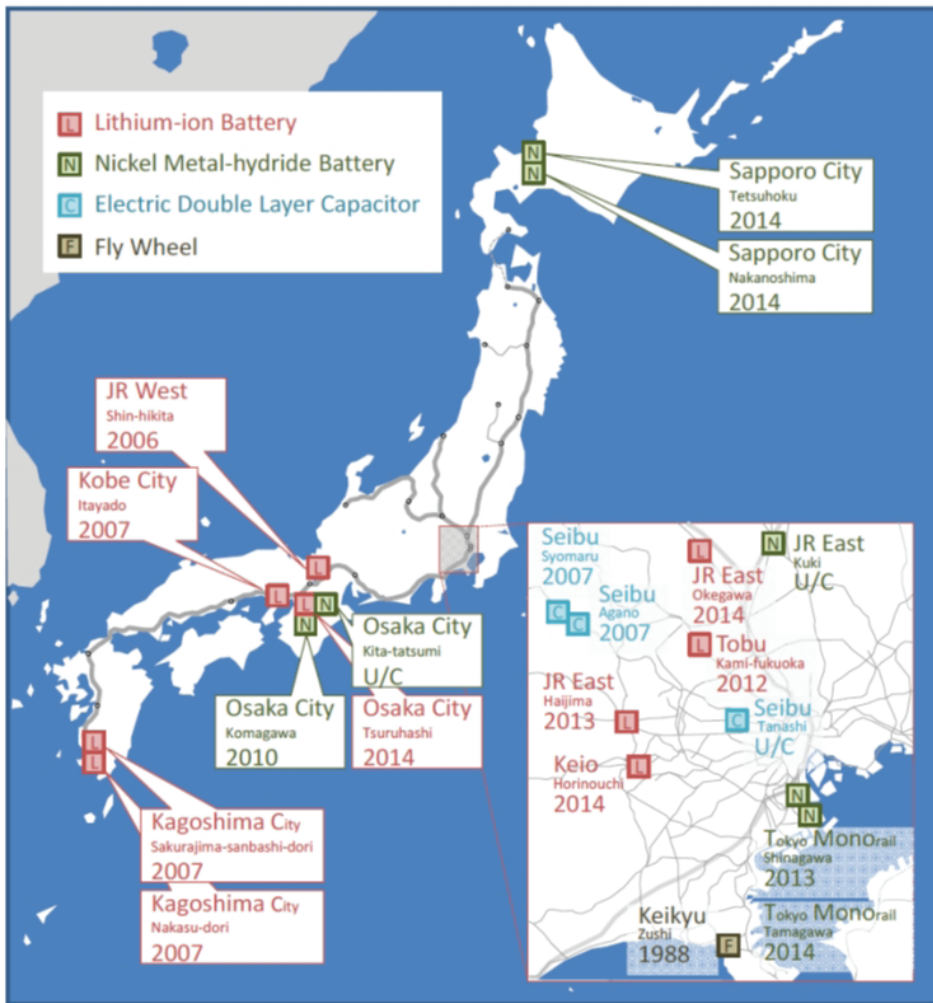 L Lithium-ion Battery
N Nickel Metal-hydride Battery
C Electric Double Layer Capacitor
F Fly Wheel
N
N
Sapporo City
Tetsuhoku
2014
Sapporo City
Nakanoshima
2014
JR West
Shin-hikita
2006
Kobe City
Itayado
2007
L
L
L N
N
Osaka City
Kita-tatsumi
U/C
Osaka City
Komagawa
2010
Osaka City
Tsuruhashi
2014
L
L
Kagoshima City
Sakurajima-sanbashi-dori
2007
Kagoshima City
Nakasu-dori
2007
Seibu
Syomaru
2007
C
C
Seibu
Agano
2007
L
JR East
Okegawa
2014
N
JR East
Kuki
U/C
L
Tobu
Kami-fukuoka
2012
JR East
Haijima
2013
L
C
Seibu
Tanashi
U/C
Keio
Horinouchi
2014
L
N
N
Tokyo Monorail
Shinagawa
2013
Tokyo Monorail
Tamagawa
2014
Keikyu
Zushi
1988
F